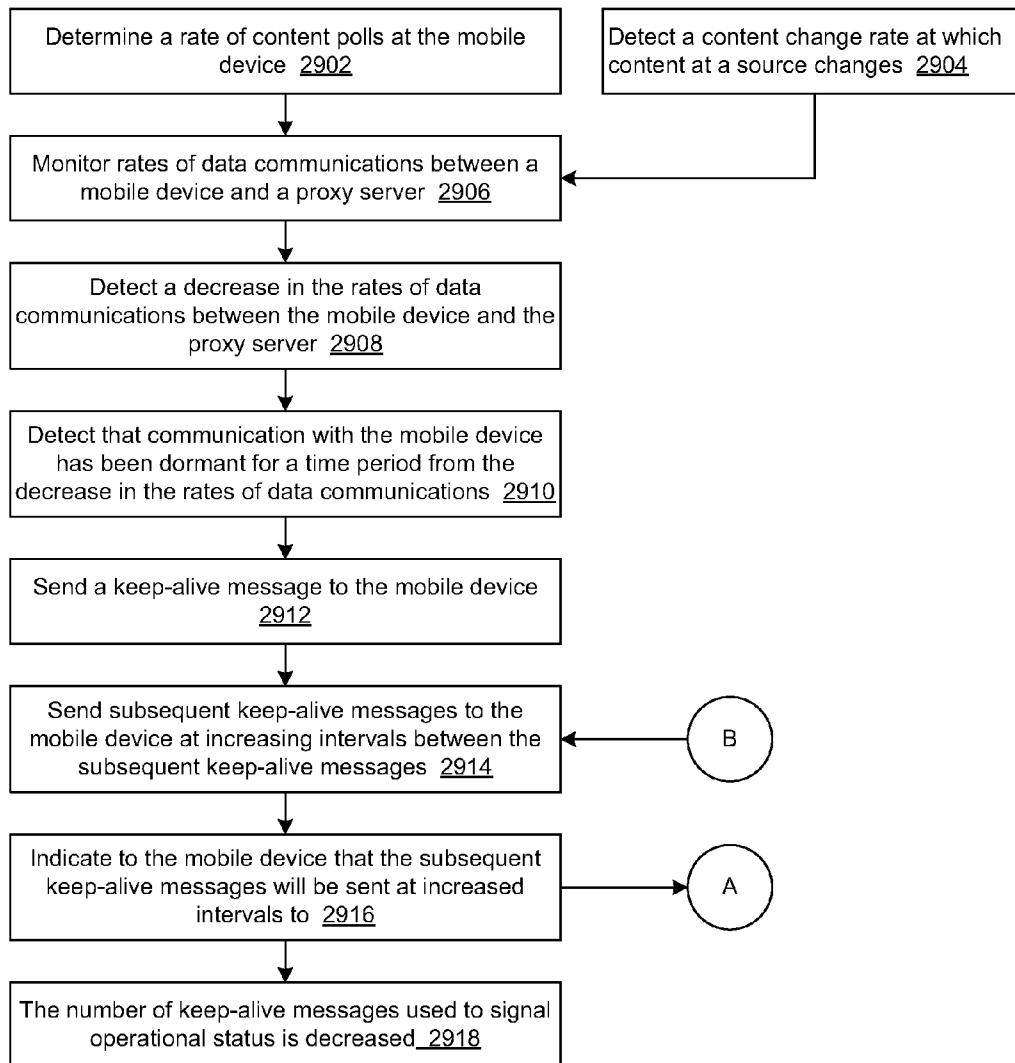 Determine a rate of content polls at the mobile
device 2902
Detect a content change rate at which
content at a source changes 2904
Monitor rates of data communications between a
mobile device and a proxy server 2906
Detect a decrease in the rates of data
communications between the mobile device and the
proxy server 2908
Detect that communication with the mobile device
has been dormant for a time period from the
decrease in the rates of data communications 2910
Send a keep-alive message to the mobile device
2912
Send subsequent keep-alive messages to the
mobile device at increasing intervals between the
subsequent keep-alive messages 2914
B
Indicate to the mobile device that the subsequent
keep-alive messages will be sent at increased
intervals to 2916
A
The number of keep-alive messages used to signal
operational status is decreased 2918